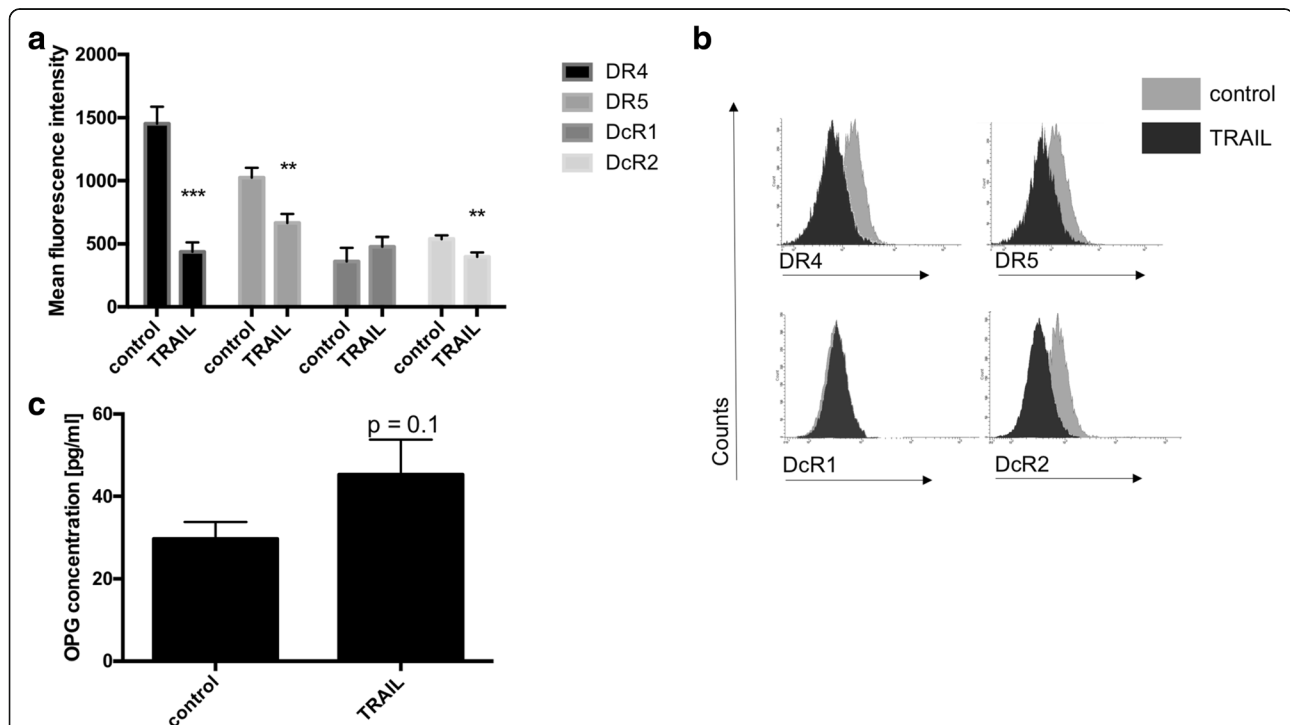 a
Mean fluorescence intensity
2000
1500
1000
500
0
***
**
**
control
TRAIL
control
TRAIL
control
TRAIL
control
TRAIL
DR4
DR5
DcR1
DcR2
b
control
TRAIL
Counts
DR4
DR5
DcR1
DcR2
c
OPG concentration [pg/ml]
60
40
20
0
p = 0.1
control
TRAIL